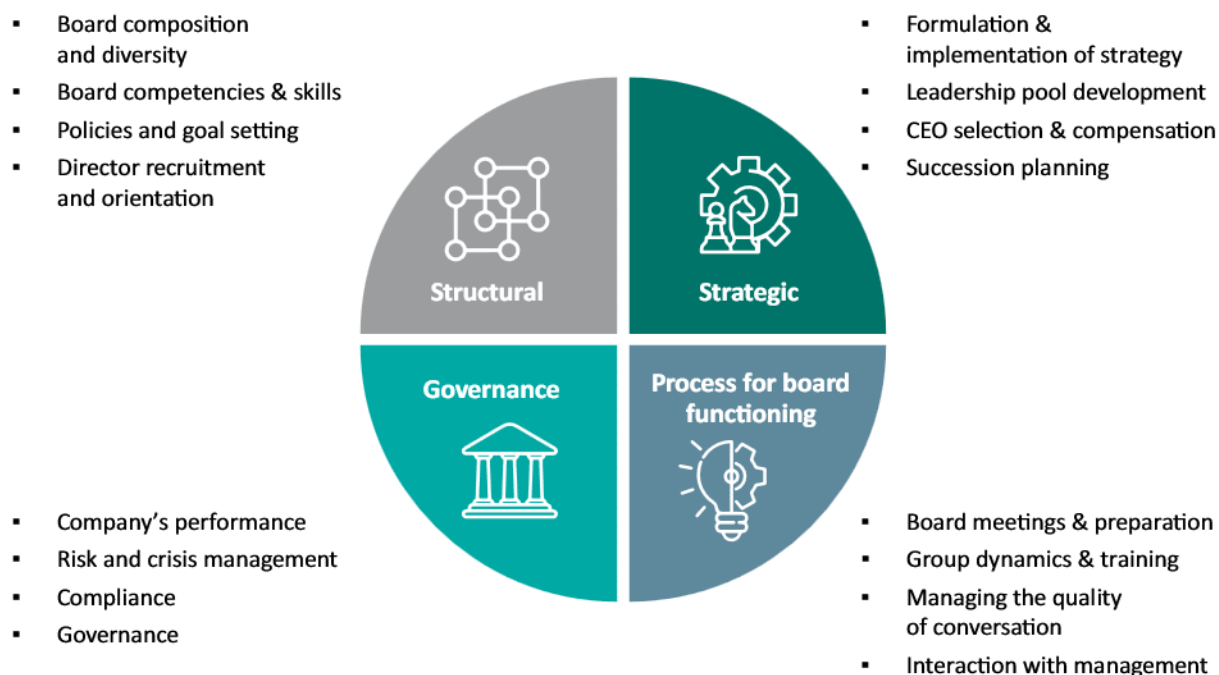 ▪ Board composition
and diversity
▪ Board competencies & skills
▪ Policies and goal setting
▪ Director recruitment
and orientation
▪ Formulation &
implementation of strategy
▪ Leadership pool development
▪ CEO selection & compensation
▪ Succession planning
Structural
Strategic
Governance
Process for board
functioning
▪ Company’s performance
▪ Risk and crisis management
▪ Compliance
▪ Governance
▪ Board meetings & preparation
▪ Group dynamics & training
▪ Managing the quality
of conversation
▪ Interaction with management